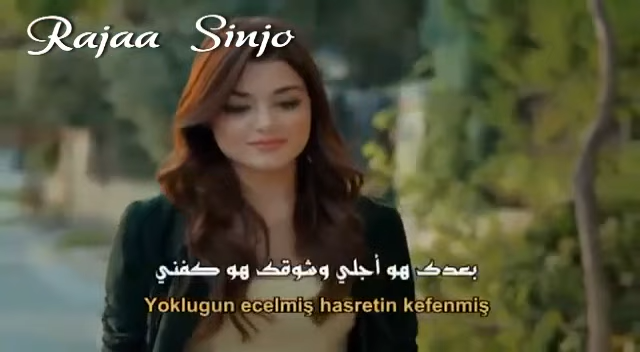 Rajaa Sinjo
بعدك هو أجلي وشوقك هو كفني
Yoklugun ecelmiş hasretin kefenmiş